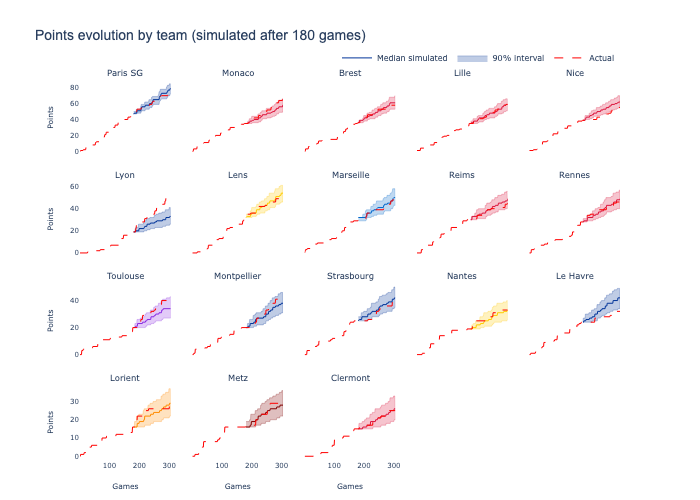 Points evolution by team (simulated after 180 games)
Median simulated 90% interval Actual
Paris SG Monaco Brest Lille Nice
80
60
40
20
0
Points
Lyon Lens Marseille Reims Rennes
60
40
20
0
Points
Toulouse Montpellier Strasbourg Nantes Le Havre
40
20
0
Points
Lorient Metz Clermont
30
20
10
0
Points
100 200 300 100 200 300 100 200 300
Games Games Games